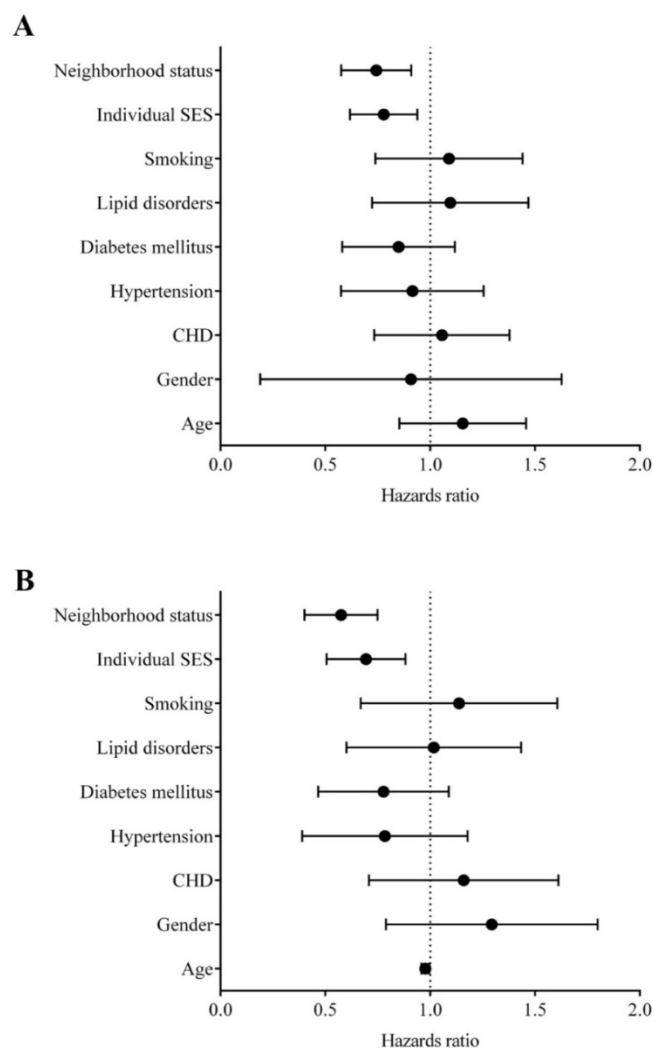 A
Neighborhood status
Individual SES
Smoking
Lipid disorders
Diabetes mellitus
Hypertension
CHD
Gender
Age
0.0 0.5 1.0 1.5 2.0
Hazards ratio
B
Neighborhood status
Individual SES
Smoking
Lipid disorders
Diabetes mellitus
Hypertension
CHD
Gender
Age
0.0 0.5 1.0 1.5 2.0
Hazards ratio